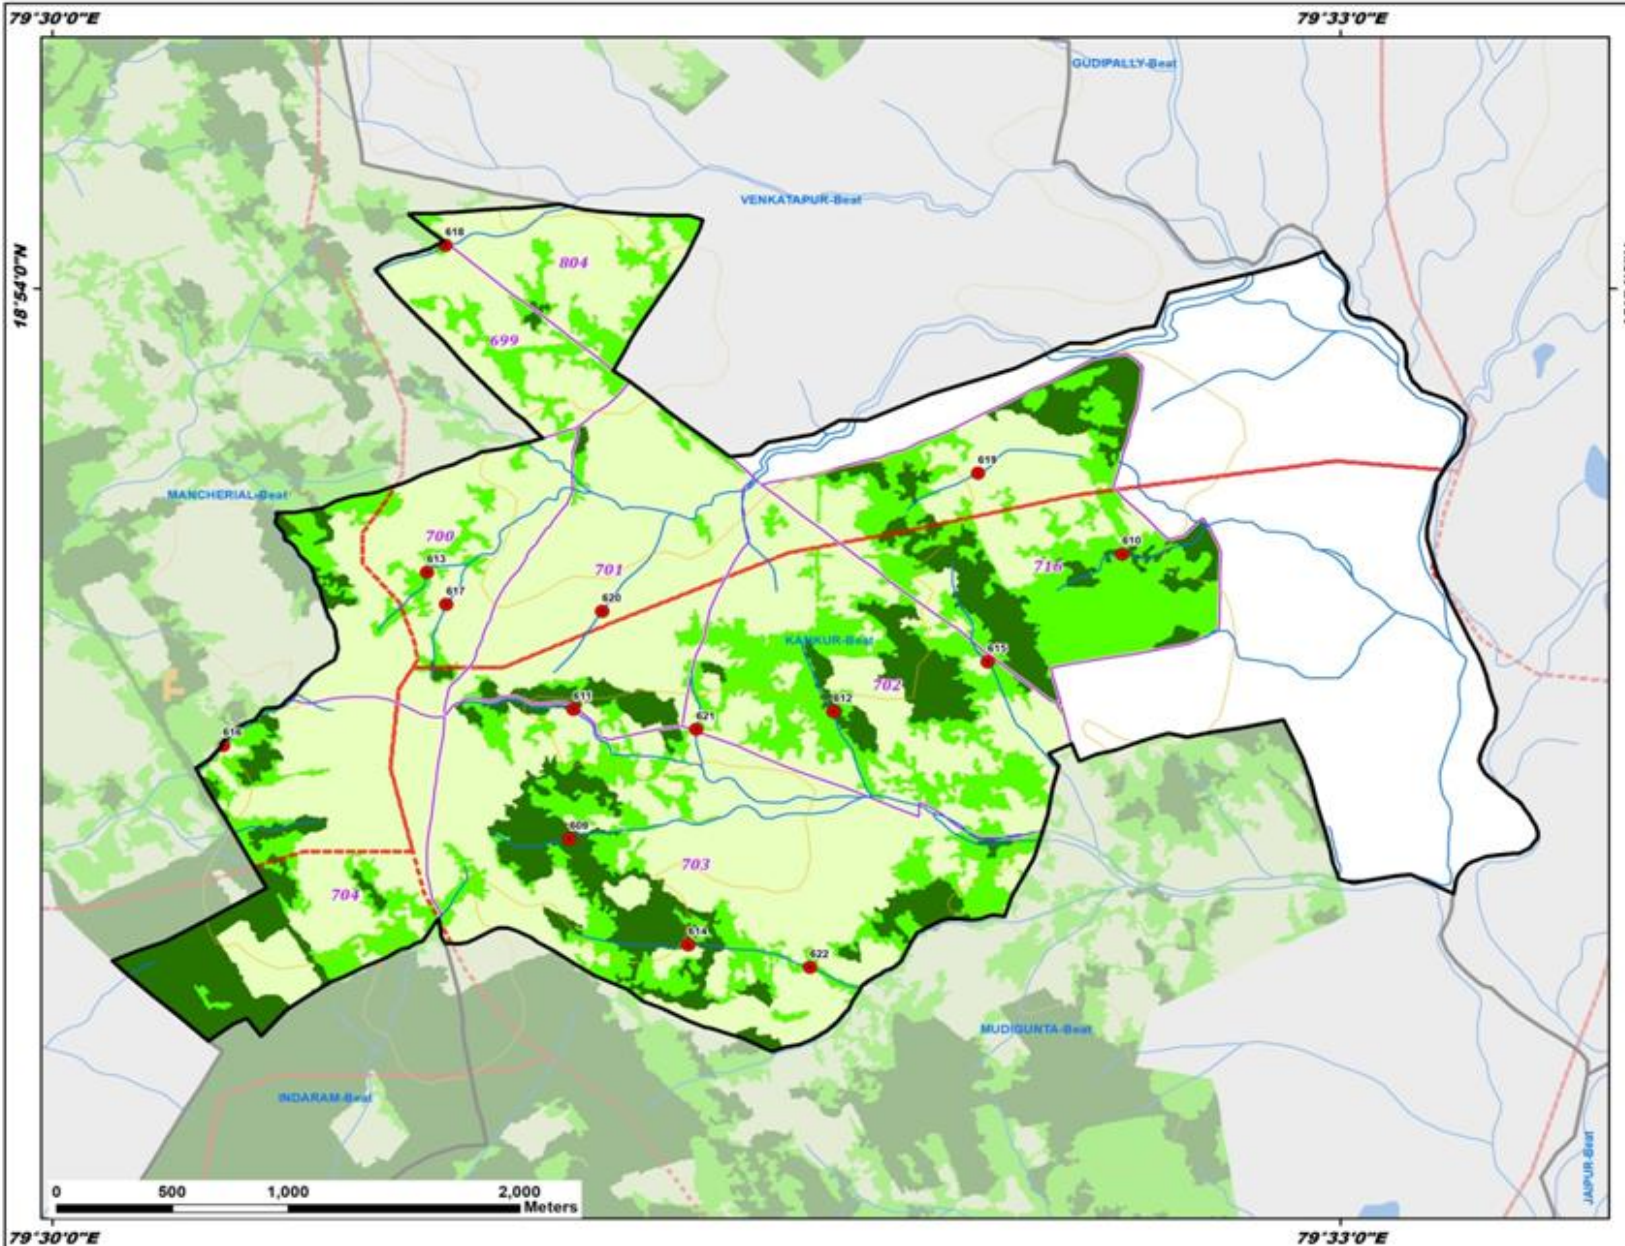 79°30'0"E
79°33'0"E
GUDIPALLY-Beat
VENKATAPUR-Beat
618
804
18°54'0"N
699
619
MANCHERIAL-Beat
700
610
613
701
716
617
620
KANKUR-Beat
615
702
611
612
621
616
609
703
704
614
622
MUDIGUNTA-Beat
INDARAM-Beat
JAIPUR-Beat
0 500 1,000 2,000
Meters
79°30'0"E
79°33'0"E